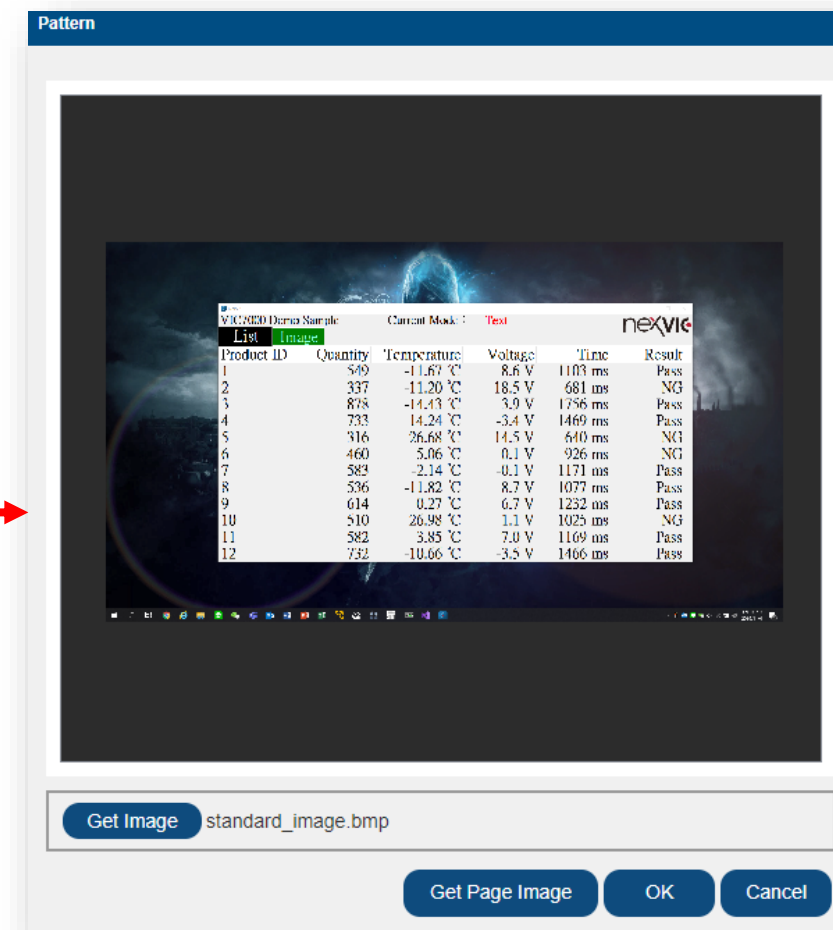 Pattern
VIC7000 Demo Sample Current Mode : Text nexvic
List Image
Product ID Quantity Temperature Voltage Time Result
1 549 -11.67 ℃ 8.6 V 1103 ms Pass
2 337 -11.20 ℃ 18.5 V 681 ms NG
3 878 -14.43 ℃ 3.9 V 1756 ms Pass
4 733 14.24 ℃ -3.4 V 1469 ms Pass
5 316 26.68 ℃ 14.5 V 640 ms NG
6 460 5.06 ℃ 0.1 V 926 ms NG
7 583 -2.14 ℃ -0.1 V 1171 ms Pass
8 536 -11.82 ℃ 8.7 V 1077 ms Pass
9 614 0.27 ℃ 6.7 V 1232 ms Pass
10 510 26.98 ℃ 1.1 V 1025 ms NG
11 582 3.85 ℃ 7.0 V 1169 ms Pass
12 732 -10.66 ℃ -3.5 V 1466 ms Pass
Get Image standard_image.bmp
Get Page Image OK Cancel